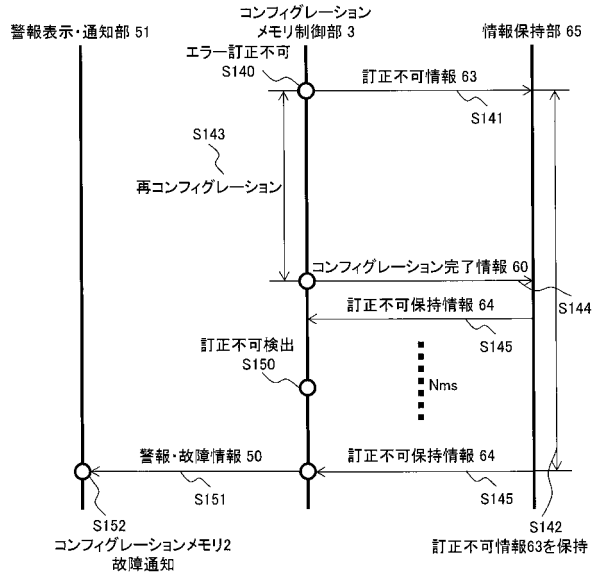 コンフィグレーション
メモリ制御部 3
警報表示・通知部 51
情報保持部 65
エラー訂正不可
S140
訂正不可情報 63
S141
S143
再コンフィグレーション
コンフィグレーション完了情報 60
S144
訂正不可保持情報 64
S145
訂正不可検出
S150
Nms
警報・故障情報 50
訂正不可保持情報 64
S151
S145
S152
S142
コンフィグレーションメモリ2
故障通知
訂正不可情報63を保持